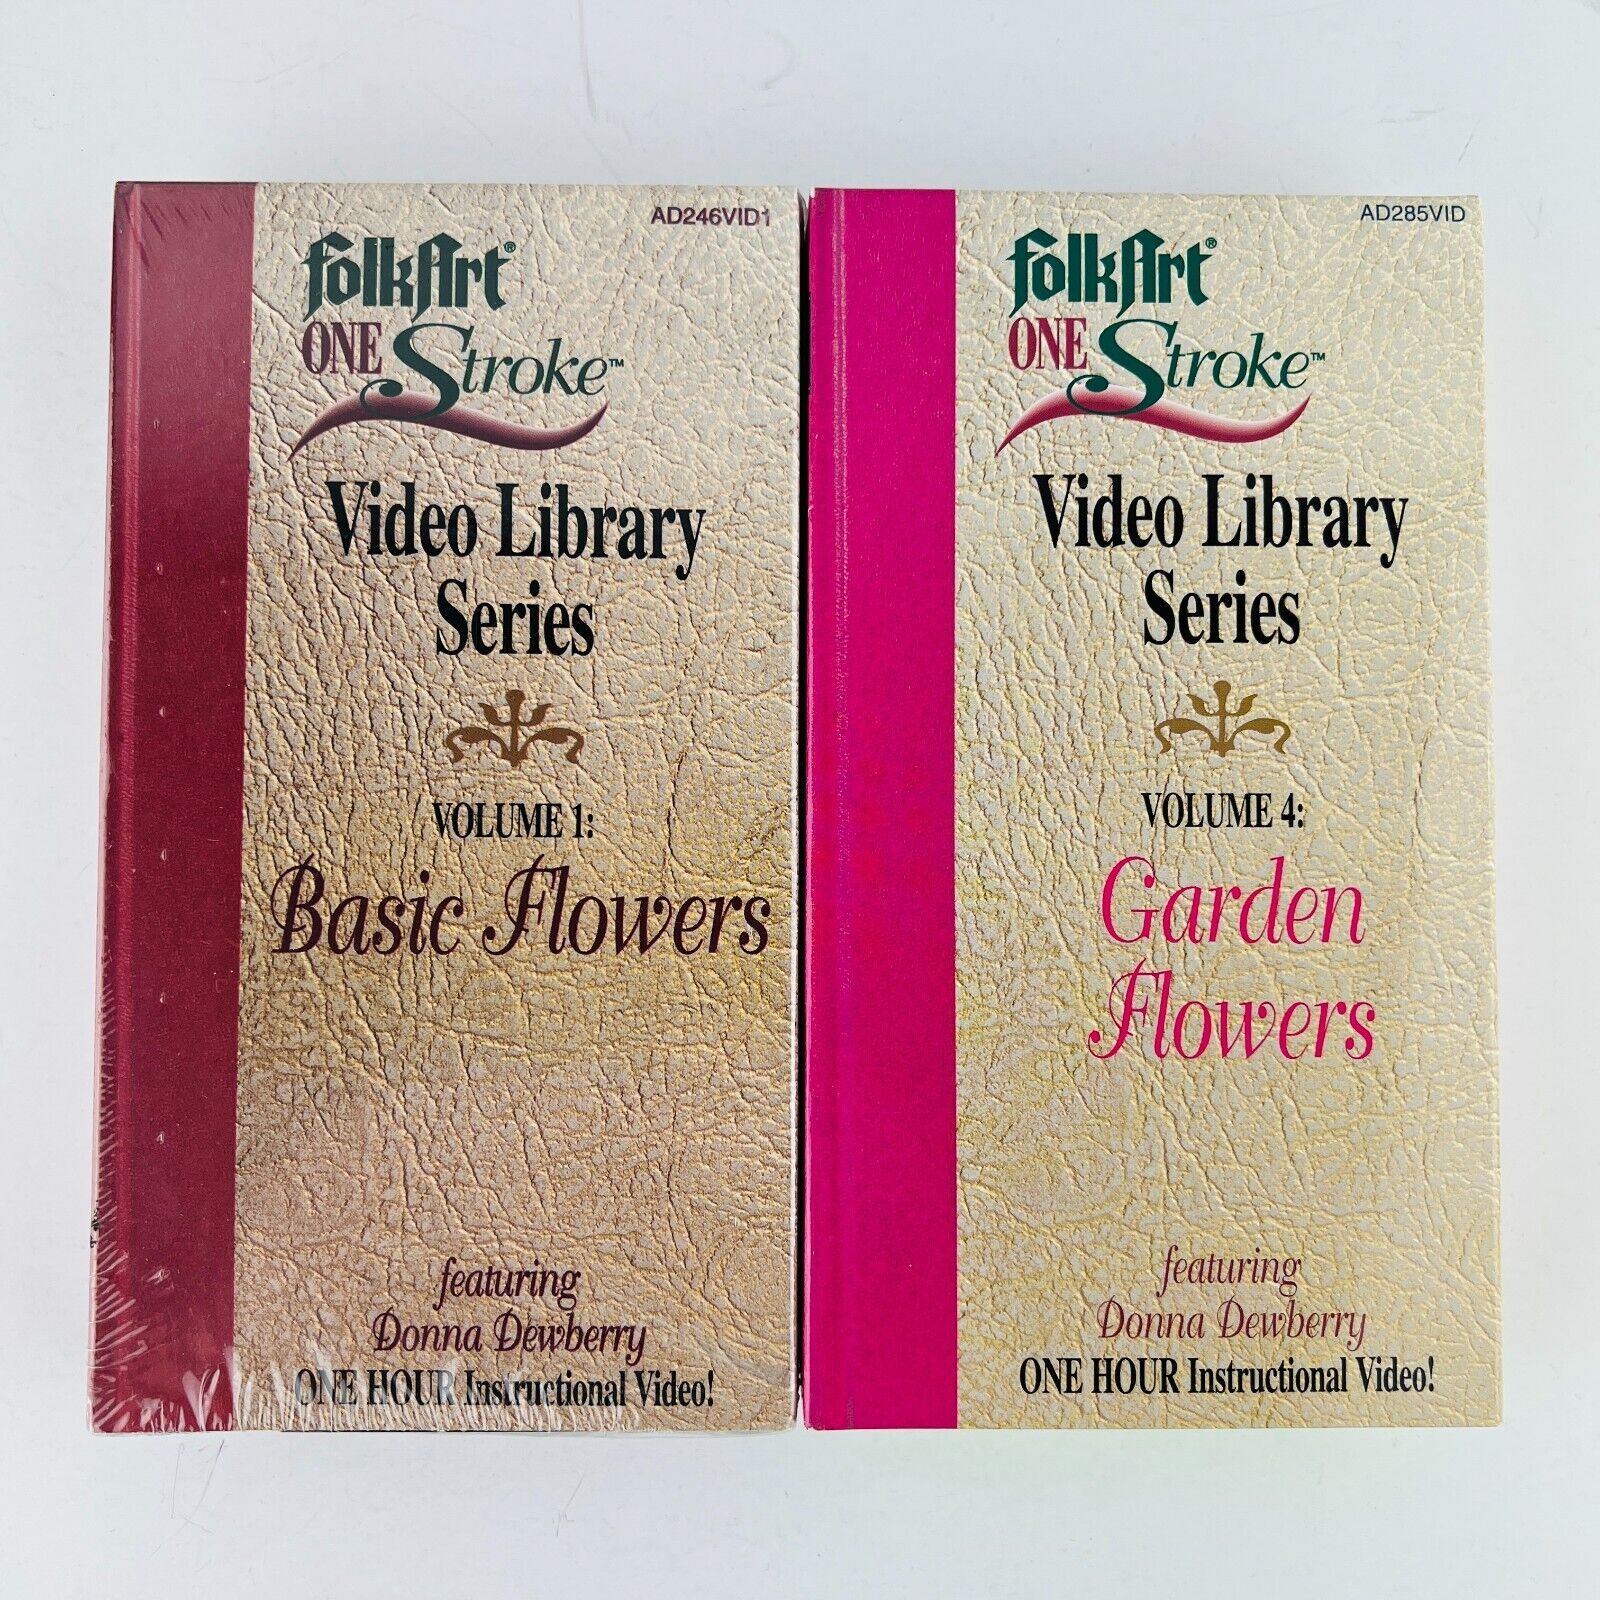 AD246VID1
FolkArt®
ONE Stroke™
Video Library
Series
VOLUME 1:
Basic Flowers
featuring
Donna Dewberry
ONE HOUR Instructional Video!
AD285VID
FolkArt®
ONE Stroke™
Video Library
Series
VOLUME 4:
Garden
Flowers
featuring
Donna Dewberry
ONE HOUR Instructional Video!